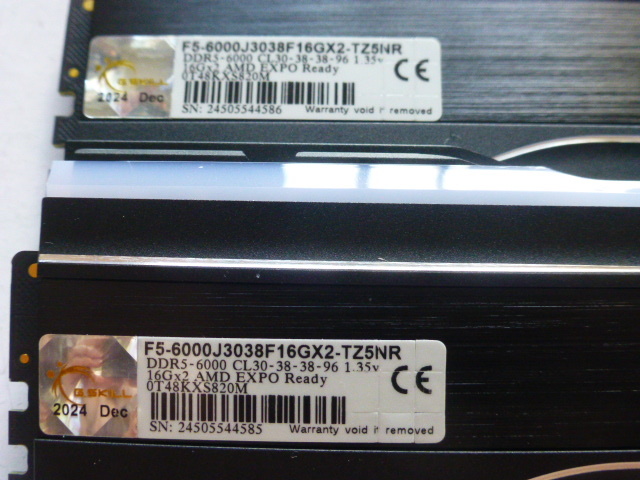 F5-6000J3038F16GX2-TZ5NR
DDR5-6000 CL30-38-38-96 1.35v
16Gx2 AMD EXPO Ready
0T48KXS820M
G.SKILL
2024 Dec
CE
SN: 24505544586 Warranty void if removed
F5-6000J3038F16GX2-TZ5NR
DDR5-6000 CL30-38-38-96 1.35v
16Gx2 AMD EXPO Ready
0T48KXS820M
G.SKILL
2024 Dec
CE
SN: 24505544585 Warranty void if removed